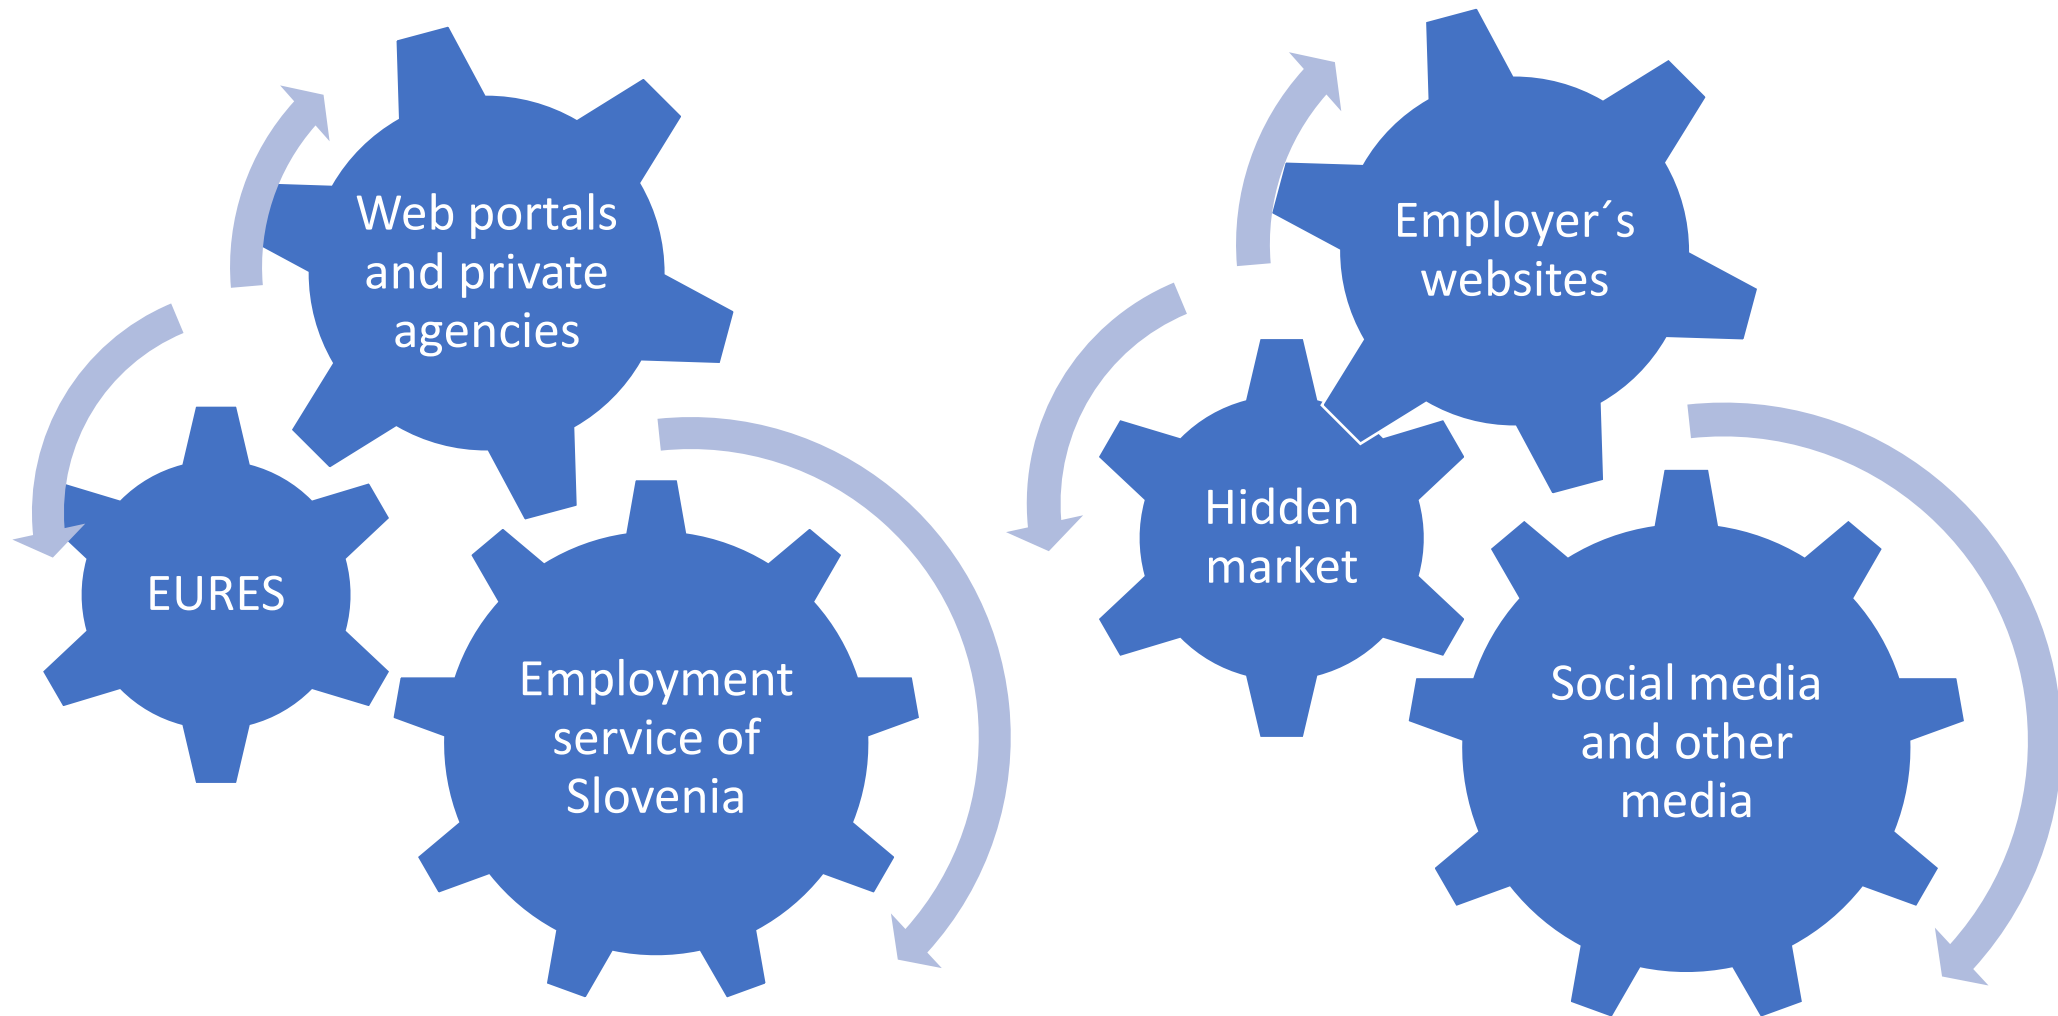 Web portals
and private
agencies
EURES
Employment
service of
Slovenia
Employer´s
websites
Hidden
market
Social media
and other
media